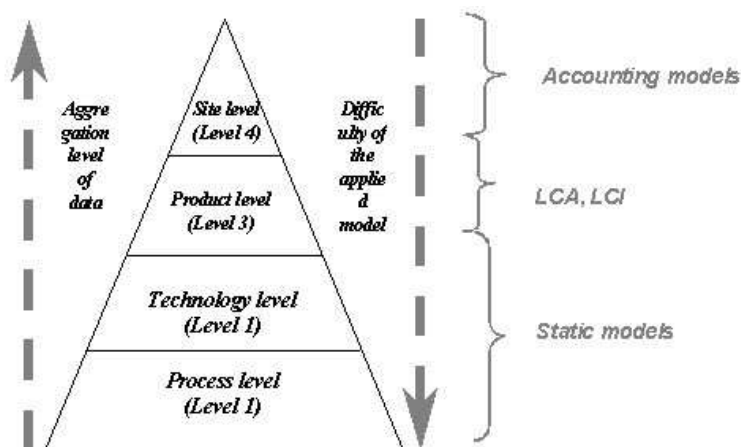 Aggre
gation
level
of
data
Site level
(Level 4)
Diffic
ulty of
the
applie
d
model
Accounting models
Product level
(Level 3)
LCA, LCI
Technology level
(Level 1)
Static models
Process level
(Level 1)